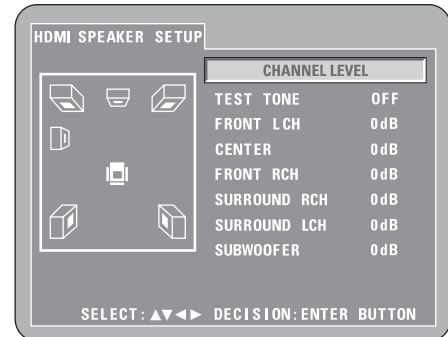 HDMI SPEAKER SETUP
CHANNEL LEVEL
TEST TONE OFF
FRONT LCH 0dB
CENTER 0dB
FRONT RCH 0dB
SURROUND RCH 0dB
SURROUND LCH 0dB
SUBWOOFER 0dB
SELECT:▲▼◄► DECISION:ENTER BUTTON